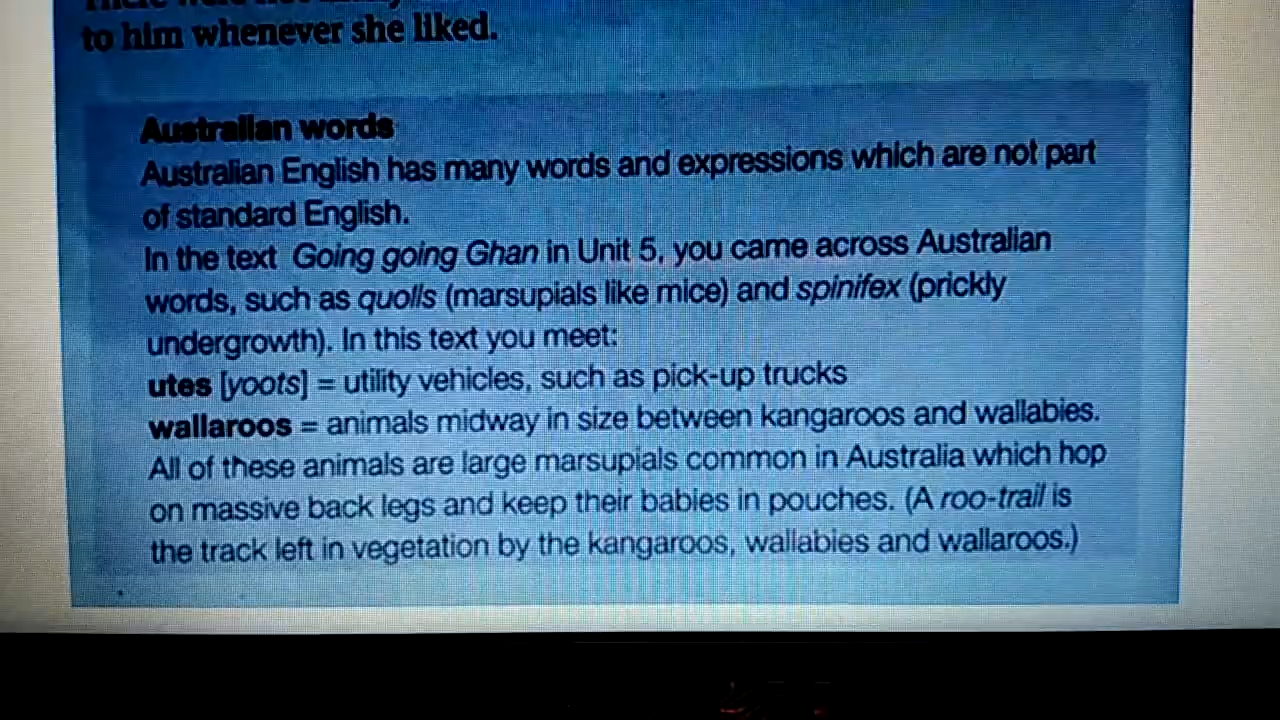 to him whenever she liked.
Australian words
Australian English has many words and expressions which are not part
of standard English.
In the text Going going Ghan in Unit 5, you came across Australian
words, such as quolls (marsupials like mice) and spinifex (prickly
undergrowth). In this text you meet:
utes [yoots] = utility vehicles, such as pick-up trucks
wallaroos = animals midway in size between kangaroos and wallabies.
All of these animals are large marsupials common in Australia which hop
on massive back legs and keep their babies in pouches. (A roo-trail is
the track left in vegetation by the kangaroos, wallabies and wallaroos.)